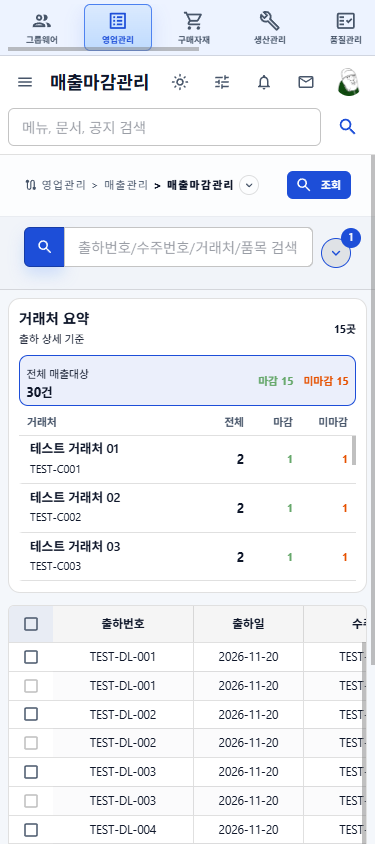 그룹웨어 영업관리 구매자재 생산관리 품질관리
매출마감관리
메뉴, 문서, 공지 검색
영업관리 > 매출관리 > 매출마감관리 조회
출하번호/수주번호/거래처/품목 검색 1
거래처 요약
출하 상세 기준
15곳
전체 매출대상
30건
마감 15 미마감 15
거래처 전체 마감 미마감
테스트 거래처 01
TEST-C001
2 1 1
테스트 거래처 02
TEST-C002
2 1 1
테스트 거래처 03
TEST-C003
2 1 1
출하번호 출하일
TEST-DL-001 2026-11-20 TEST-
TEST-DL-001 2026-11-20 TEST-
TEST-DL-002 2026-11-20 TEST-
TEST-DL-002 2026-11-20 TEST-
TEST-DL-003 2026-11-20 TEST-
TEST-DL-003 2026-11-20 TEST-
TEST-DL-004 2026-11-20 TEST-